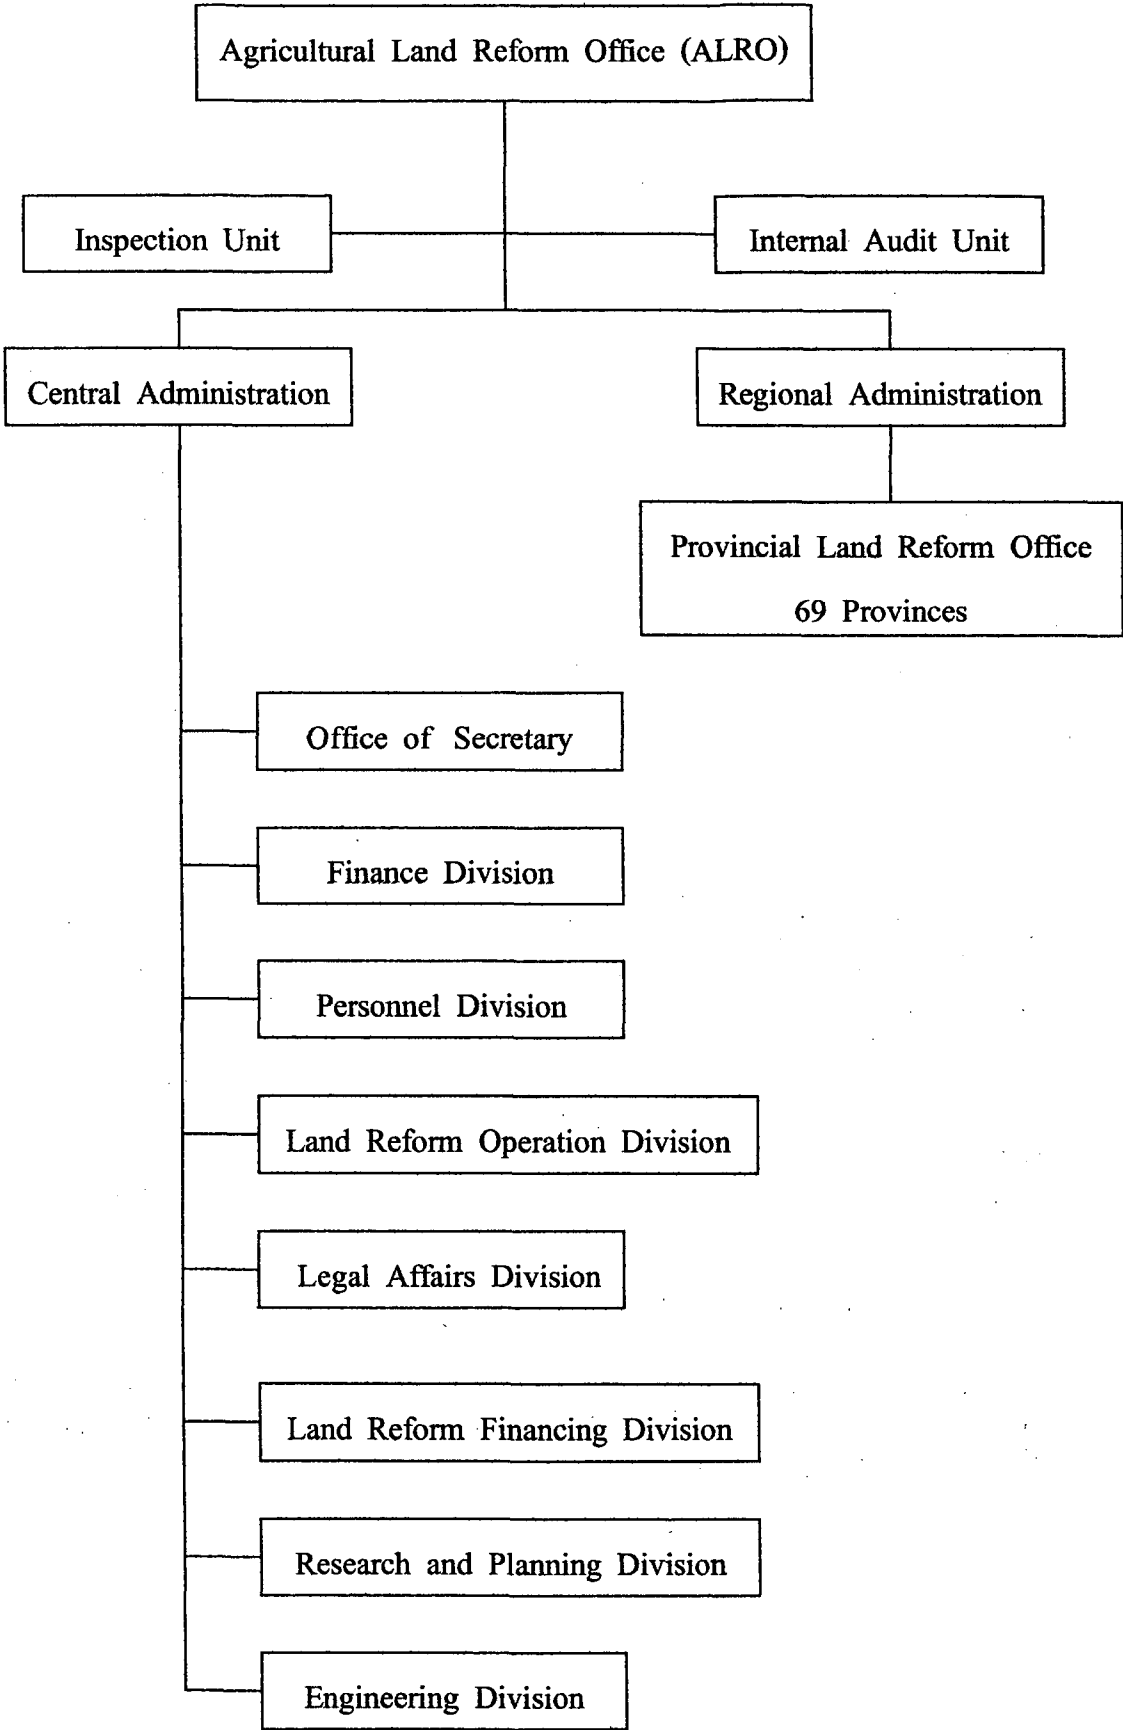 Agricultural Land Reform Office (ALRO)
Inspection Unit
Internal Audit Unit
Central Administration
Regional Administration
Provincial Land Reform Office
69 Provinces
Office of Secretary
Finance Division
Personnel Division
Land Reform Operation Division
Legal Affairs Division
Land Reform Financing Division
Research and Planning Division
Engineering Division